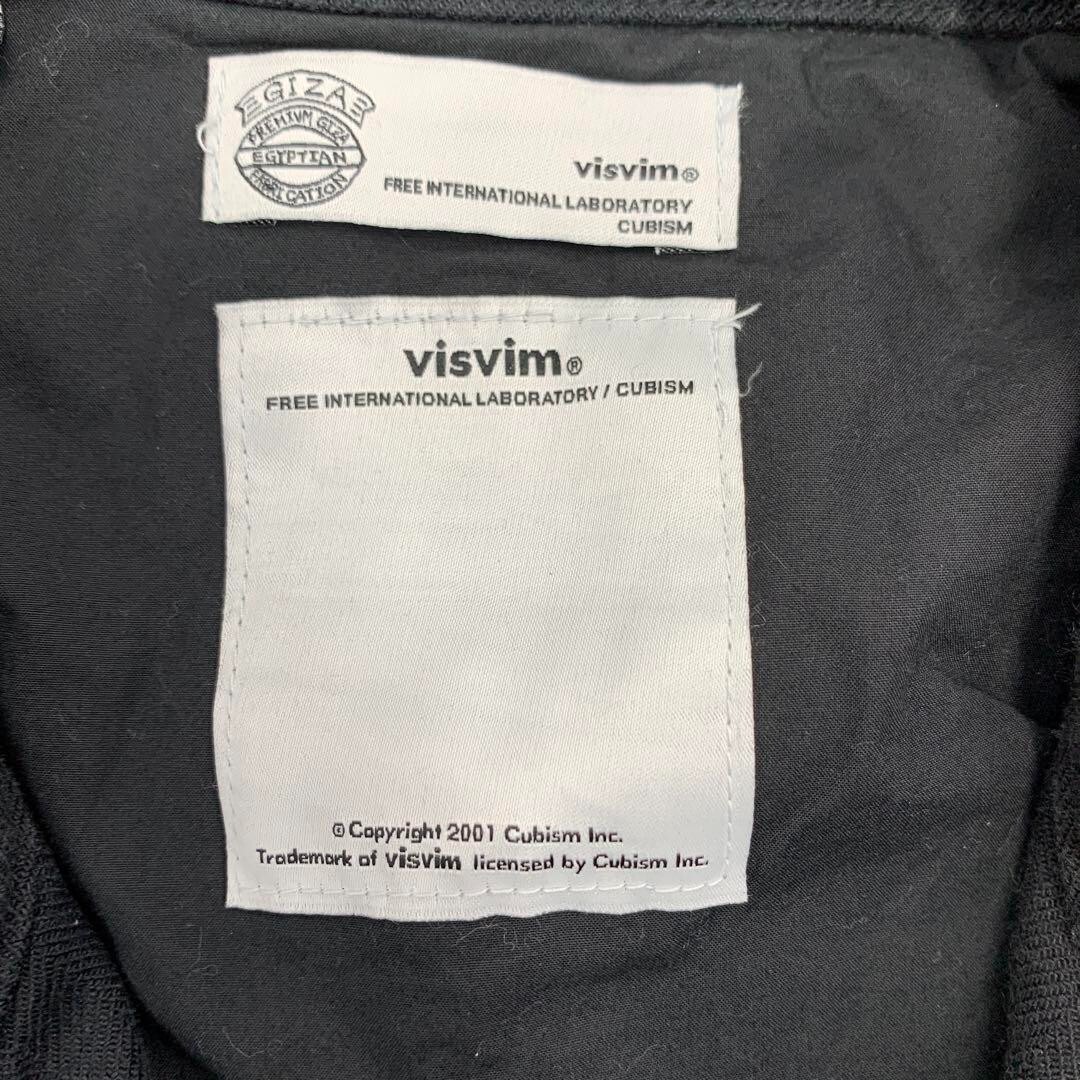 GIZA
PREMIUM GIZA
EGYPTIAN
FABRICATION
visvim®
FREE INTERNATIONAL LABORATORY
CUBISM
visvim®
FREE INTERNATIONAL LABORATORY / CUBISM
©Copyright 2001 Cubism Inc.
Trademark of visvim licensed by Cubism Inc.